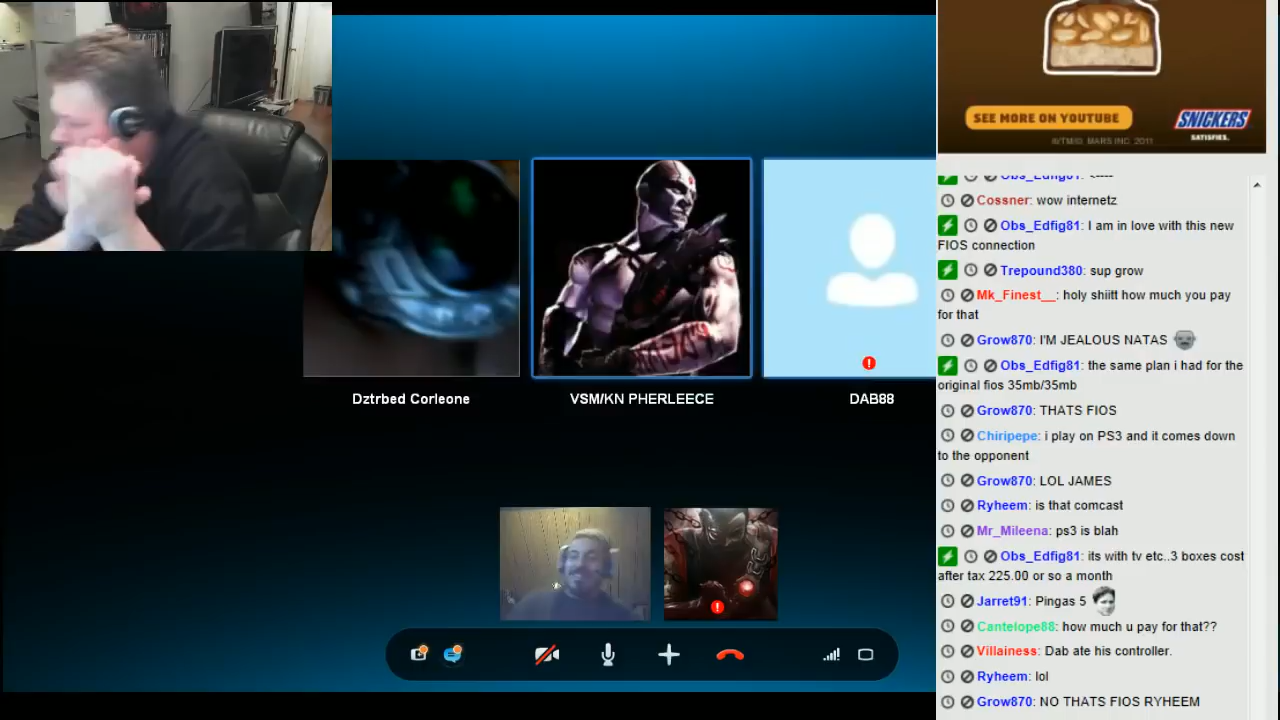 SEE MORE ON YOUTUBE
SNICKERS
SATISFIES.
®/TM/© MARS INC. 2011
Dztrbed Corleone
VSM/KN PHERLEECE
DAB88
Obs_Edfig81:
Cossner: wow internetz
Obs_Edfig81: I am in love with this new
FIOS connection
Trepound380: sup grow
Mk_Finest__: holy shiitt how much you pay
for that
Grow870: I'M JEALOUS NATAS
Obs_Edfig81: the same plan i had for the
original fios 35mb/35mb
Grow870: THATS FIOS
Chiripepe: i play on PS3 and it comes down
to the opponent
Grow870: LOL JAMES
Ryheem: is that comcast
Mr_Mileena: ps3 is blah
Obs_Edfig81: its with tv etc..3 boxes cost
after tax 225.00 or so a month
Jarret91: Pingas 5
Cantelope88: how much u pay for that??
Villainess: Dab ate his controller.
Ryheem: lol
Grow870: NO THATS FIOS RYHEEM